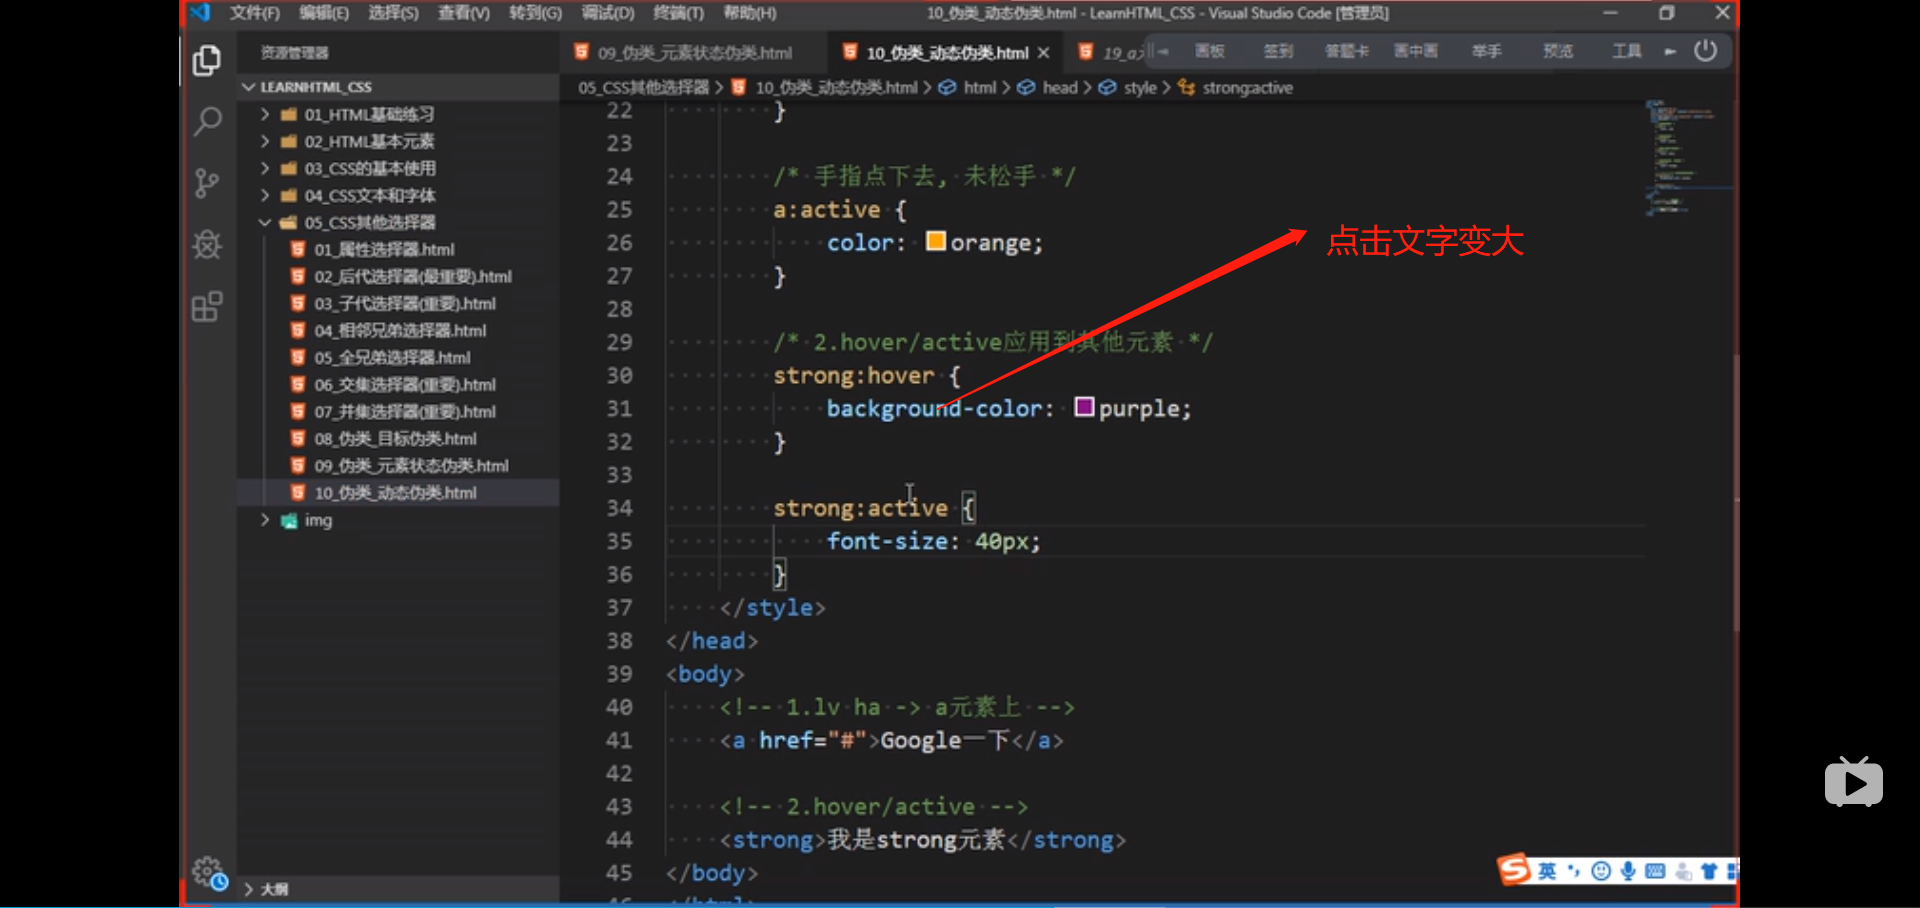 文件(F) 编辑(E) 选择(S) 查看(V) 转到(G) 调试(D) 终端(T) 帮助(H) 10_伪类_动态伪类.html - LearnHTML_CSS - Visual Studio Code [管理员]
资源管理器
09_伪类_元素状态伪类.html 10_伪类_动态伪类.html 19_a
画板 签到 答题卡 画中画 举手 预览 工具
LEARNHTML_CSS
05_CSS其他选择器 > 10_伪类_动态伪类.html > html > head > style > strong:active
01_HTML基础练习
02_HTML基本元素
03_CSS的基本使用
04_CSS文本和字体
05_CSS其他选择器
01_属性选择器.html
02_后代选择器(最重要).html
03_子代选择器(重要).html
04_相邻兄弟选择器.html
05_全兄弟选择器.html
06_交集选择器(重要).html
07_并集选择器(重要).html
08_伪类_目标伪类.html
09_伪类_元素状态伪类.html
10_伪类_动态伪类.html
img
大纲
22 }
23
24 /* 手指点下去, 未松手 */
25 a:active {
26 color: orange;
27 }
28
29 /* 2.hover/active应用到其他元素 */
30 strong:hover {
31 background-color: purple;
32 }
33
34 strong:active {
35 font-size: 40px;
36 }
37 </style>
38 </head>
39 <body>
40 <!-- 1.lv ha -> a元素上 -->
41 <a href="#">Google一下</a>
42
43 <!-- 2.hover/active -->
44 <strong>我是strong元素</strong>
45 </body>
点击文字变大
英